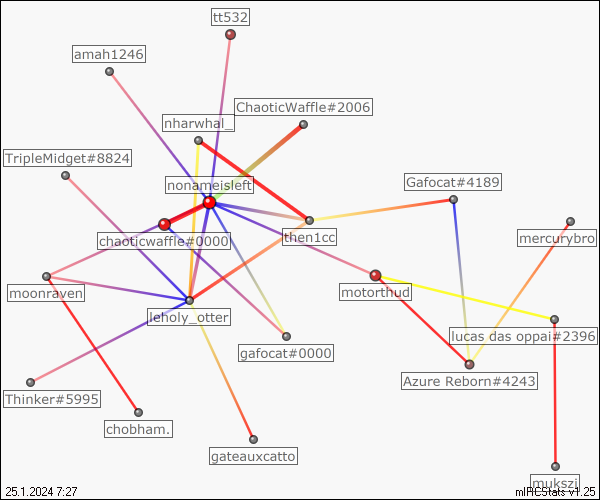 tt532
amah1246
ChaoticWaffle#2006
nharwhal_
TripleMidget#8824
nonameisleft
Gafocat#4189
then1cc
mercurybro
chaoticwaffle#0000
moonraven
motorthud
leholy_otter
lucas das oppai#2396
gafocat#0000
Azure Reborn#4243
Thinker#5995
chobham.
gateauxcatto
mukszi
25.1.2024 7:27
mIRCStats v1.25